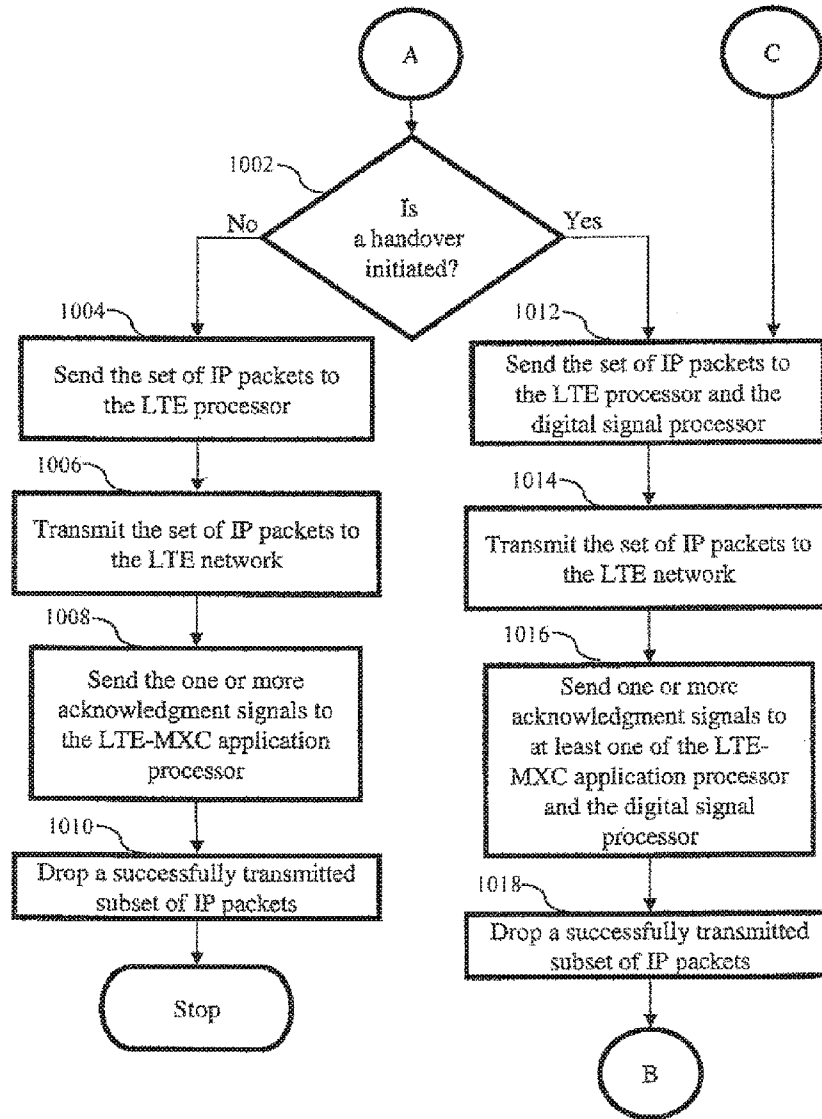 A
C
1002
Is
a handover
initiated?
No
Yes
1004
Send the set of IP packets to
the LTE processor
1006
Transmit the set of IP packets to
the LTE network
1008
Send the one or more
acknowledgment signals to
the LTE-MXC application
processor
1010
Drop a successfully transmitted
subset of IP packets
Stop
1012
Send the set of IP packets to
the LTE processor and the
digital signal processor
1014
Transmit the set of IP packets to
the LTE network
1016
Send one or more
acknowledgment signals to
at least one of the LTE-
MXC application processor
and the digital signal
processor
1018
Drop a successfully transmitted
subset of IP packets
B